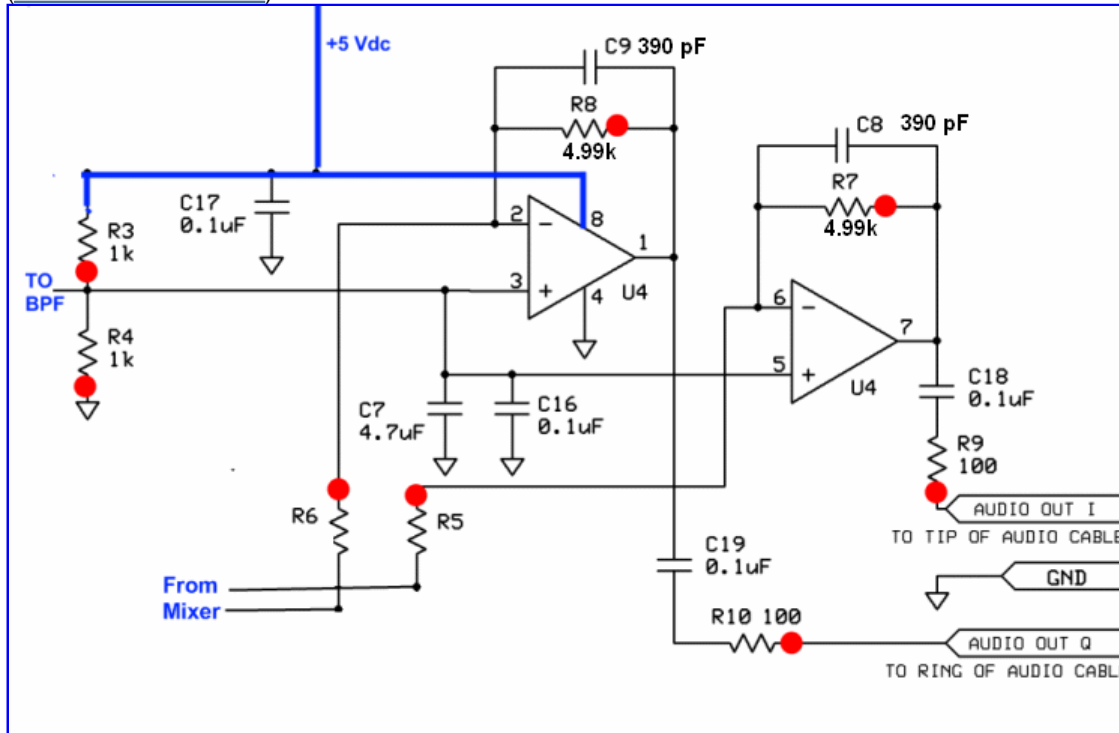 +5 Vdc
C9 390 pF
R8
4.99k
C8 390 pF
R7
4.99k
C17
0.1uF
R3
1k
TO
BPF
R4
1k
2
3
8
4
1
U4
6
5
7
U4
C7
4.7uF
C16
0.1uF
C18
0.1uF
R9
100
R6
R5
AUDIO OUT I
TO TIP OF AUDIO CABLE
C19
0.1uF
From
Mixer
GND
R10 100
AUDIO OUT Q
TO RING OF AUDIO CABL